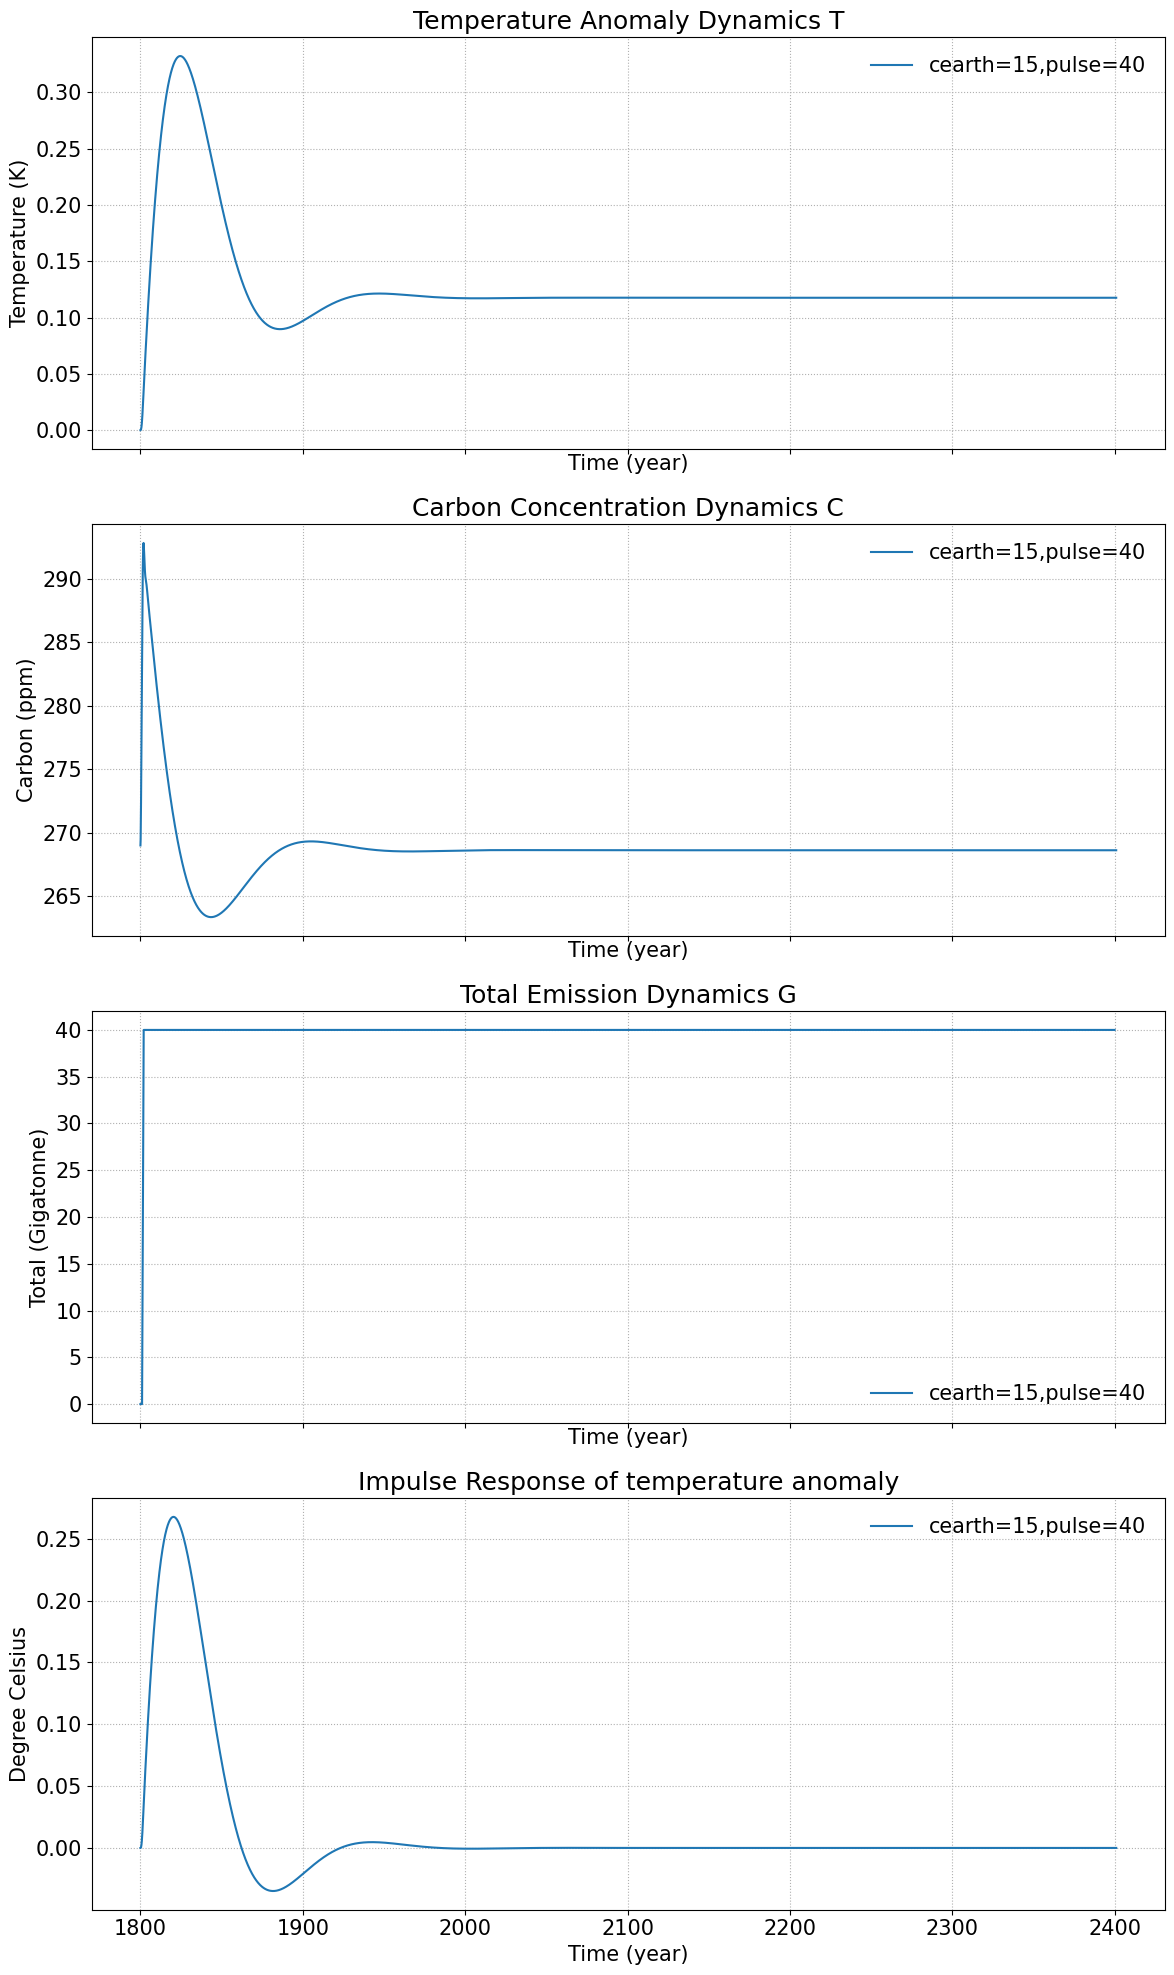 Temperature Anomaly Dynamics T
cearth=15,pulse=40
0.30
0.25
0.20
0.15
0.10
0.05
0.00
Temperature (K)
Time (year)
Carbon Concentration Dynamics C
cearth=15,pulse=40
290
285
280
275
270
265
Carbon (ppm)
Time (year)
Total Emission Dynamics G
40
35
30
25
20
15
10
5
0
Total (Gigatonne)
cearth=15,pulse=40
Time (year)
Impulse Response of temperature anomaly
cearth=15,pulse=40
0.25
0.20
0.15
0.10
0.05
0.00
Degree Celsius
1800 1900 2000 2100 2200 2300 2400
Time (year)